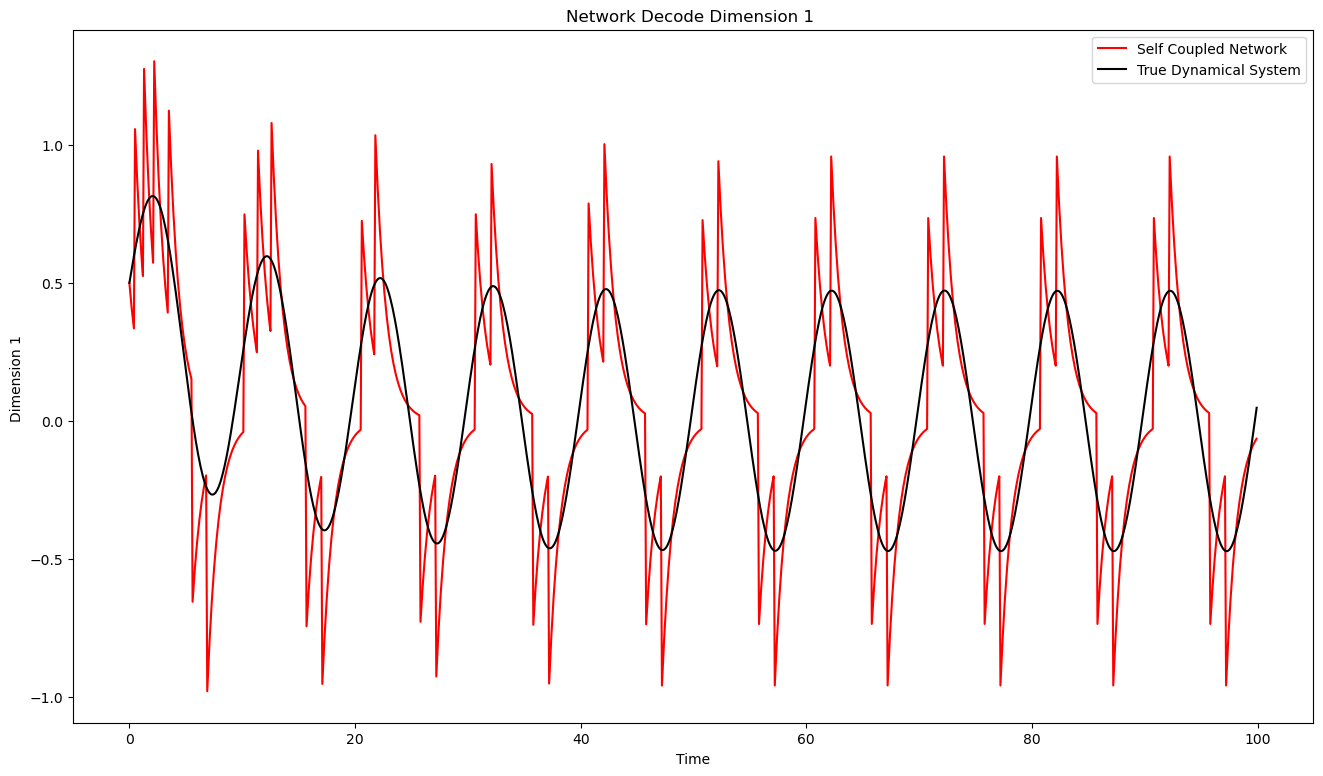 Network Decode Dimension 1
Self Coupled Network
True Dynamical System
Dimension 1
1.0
0.5
0.0
−0.5
−1.0
0
20
40
60
80
100
Time